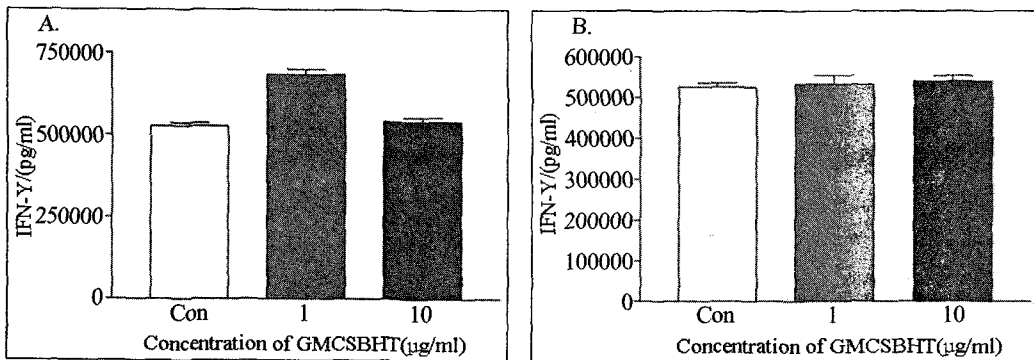 A.
750000
500000
250000
0
IFN-Y/(pg/ml)
Con 1 10
Concentration of GMCSBHT(μg/ml)
B.
600000
500000
400000
300000
200000
100000
0
IFN-Y/(pg/ml)
Con 1 10
Concentration of GMCSBHT(μg/ml)